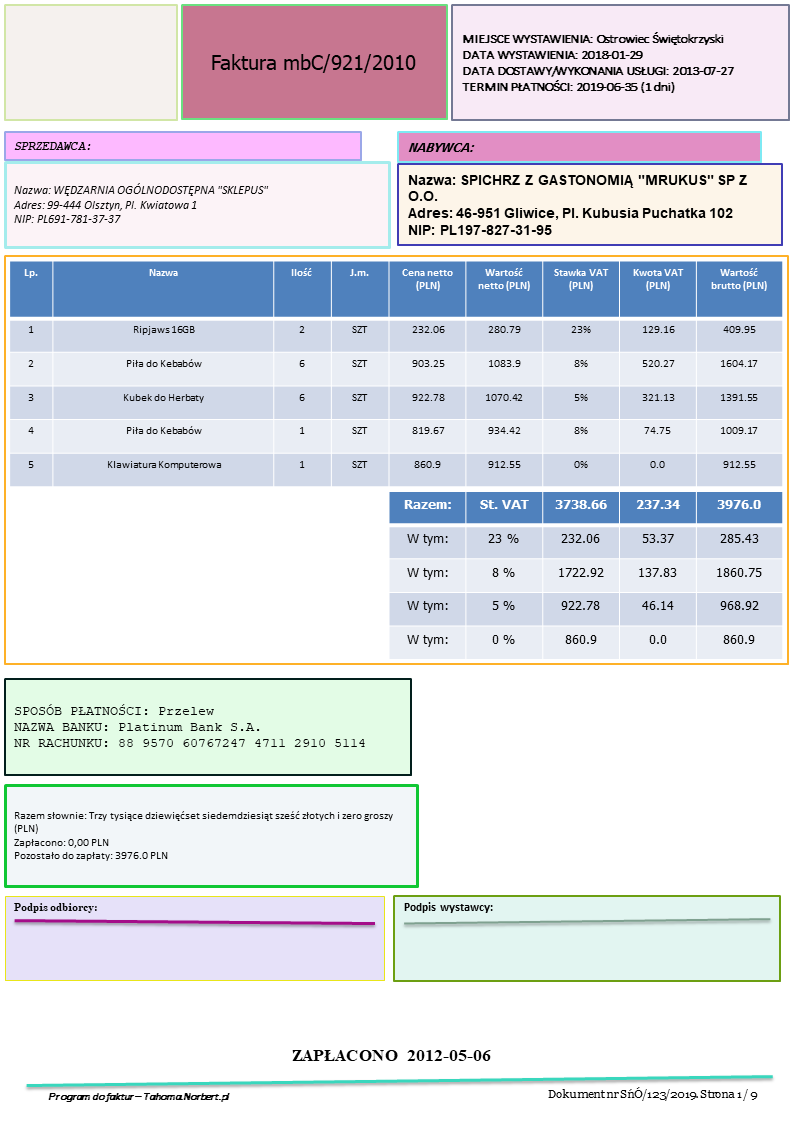 Faktura mbC/921/2010
MIEJSCE WYSTAWIENIA: Ostrowiec Świętokrzyski
DATA WYSTAWIENIA: 2018-01-29
DATA DOSTAWY/WYKONANIA USŁUGI: 2013-07-27
TERMIN PŁATNOŚCI: 2019-06-35 (1 dni)
SPRZEDAWCA:
Nazwa: WĘDZARNIA OGÓLNODOSTĘPNA "SKLEPUS"
Adres: 99-444 Olsztyn, Pl. Kwiatowa 1
NIP: PL691-781-37-37
NABYWCA:
Nazwa: SPICHRZ Z GASTONOMIĄ "MRUKUS" SP Z
O.O.
Adres: 46-951 Gliwice, Pl. Kubusia Puchatka 102
NIP: PL197-827-31-95
Lp. Nazwa Ilość J.m. Cena netto (PLN) Wartość netto (PLN) Stawka VAT (PLN) Kwota VAT (PLN) Wartość brutto (PLN)
1 Ripjaws 16GB 2 SZT 232.06 280.79 23% 129.16 409.95
2 Piła do Kebabów 6 SZT 903.25 1083.9 8% 520.27 1604.17
3 Kubek do Herbaty 6 SZT 922.78 1070.42 5% 321.13 1391.55
4 Piła do Kebabów 1 SZT 819.67 934.42 8% 74.75 1009.17
5 Klawiatura Komputerowa 1 SZT 860.9 912.55 0% 0.0 912.55
Razem: St. VAT 3738.66 237.34 3976.0
W tym: 23 % 232.06 53.37 285.43
W tym: 8 % 1722.92 137.83 1860.75
W tym: 5 % 922.78 46.14 968.92
W tym: 0 % 860.9 0.0 860.9
SPOSÓB PŁATNOŚCI: Przelew
NAZWA BANKU: Platinum Bank S.A.
NR RACHUNKU: 88 9570 60767247 4711 2910 5114
Razem słownie: Trzy tysiące dziewięćset siedemdziesiąt sześć złotych i zero groszy
(PLN)
Zapłacono: 0,00 PLN
Pozostało do zapłaty: 3976.0 PLN
Podpis odbiorcy:
Podpis wystawcy:
ZAPŁACONO 2012-05-06
Program do faktur – Tahoma.Norbert.pl
Dokument nr SńÓ/123/2019. Strona 1 / 9